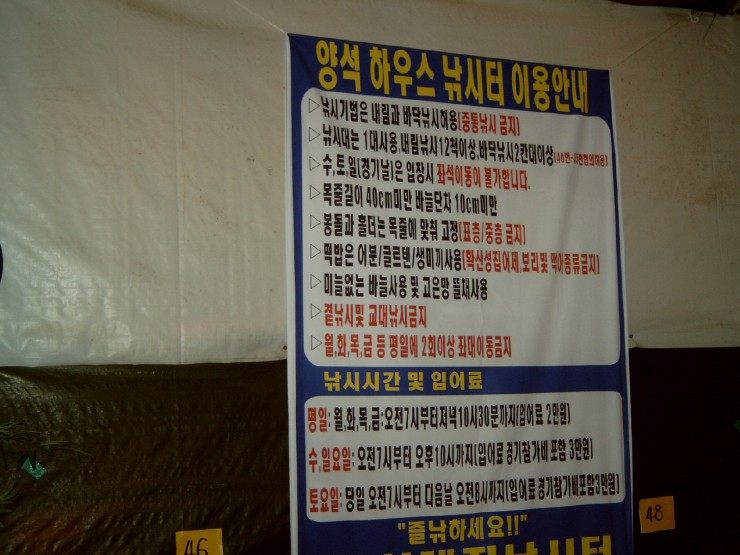 양석 하우스 낚시터 이용안내
▷낚시기법은 내림과 바닥낚시허용(중통낚시 금지)
▷낚시대는 1대사용.내림낚시12척이상.바닥낚시2칸대이상
▷수,토,일(경기날)은 입장시 좌석이동이 불가합니다.
▷목줄길이 40cm미만 바늘단차 10cm미만
▷봉돌과 홀더는 목줄에 맞춰 고정(표층/중층 금지)
▷떡밥은 어분/글르텐/생미끼사용(확산성집어제,보리및 맥아종류금지)
▷미늘없는 바늘사용 및 고은망 뜰채사용
▷곁낚시및 교대낚시금지
▷월,화,목,금 등 평일에 2회이상 좌대이동금지
낚시시간 및 입어료
평일: 월,화,목,금:오전7시부터저녁10시30분까지(입어료 2만원)
수,일요일: 오전7시부터 오후10시까지(입어료 경기참가비 포함 3만원)
토요일: 당일 오전7시부터 다음날 오전6시까지(입어료 경기참가비포함3만원)
"즐낚하세요!!"
46
48